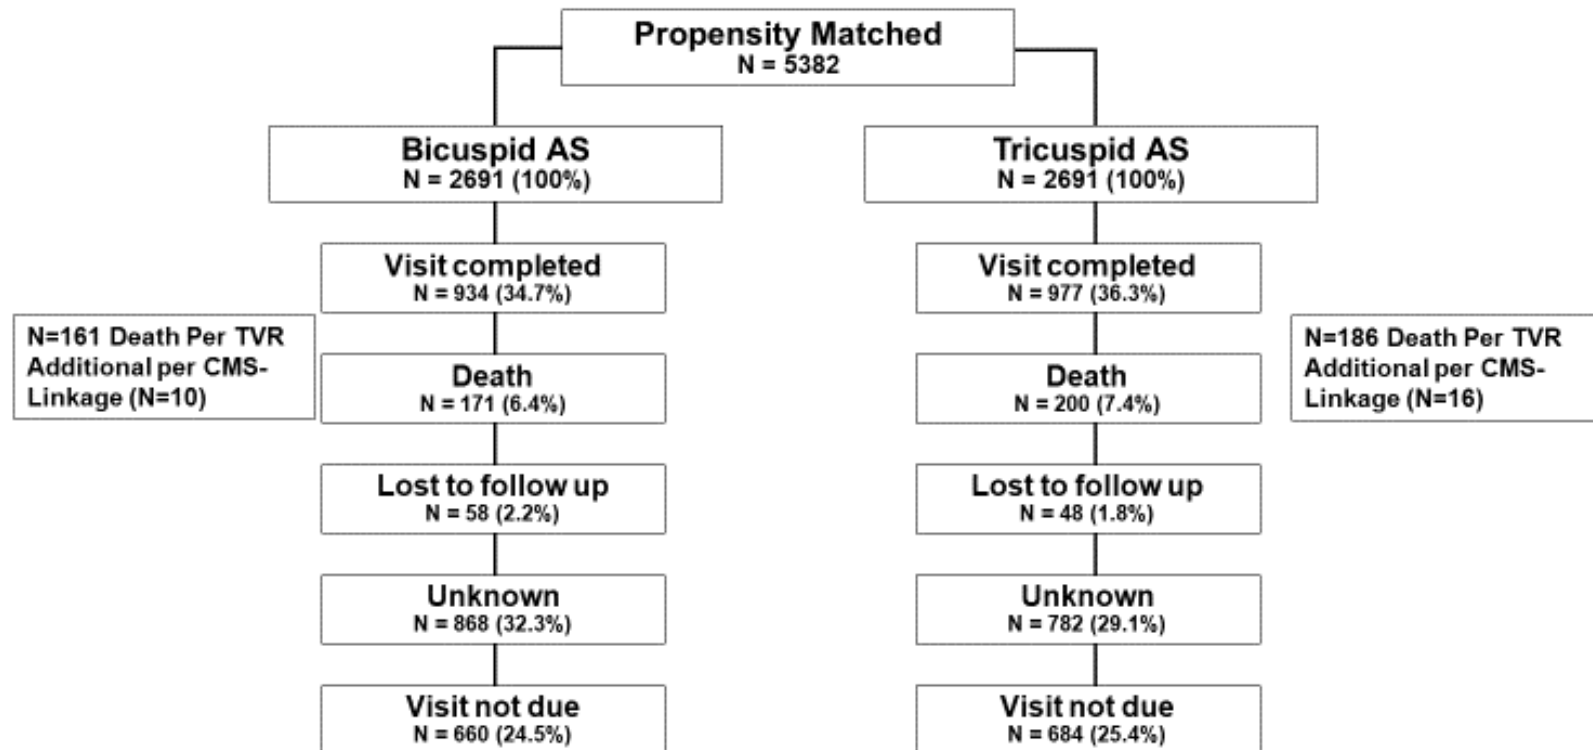 Propensity Matched
N = 5382
Bicuspid AS
N = 2691 (100%)
Visit completed
N = 934 (34.7%)
N=161 Death Per TVR
Additional per CMS-
Linkage (N=10)
Death
N = 171 (6.4%)
Lost to follow up
N = 58 (2.2%)
Unknown
N = 868 (32.3%)
Visit not due
N = 660 (24.5%)
Tricuspid AS
N = 2691 (100%)
Visit completed
N = 977 (36.3%)
N=186 Death Per TVR
Additional per CMS-
Linkage (N=16)
Death
N = 200 (7.4%)
Lost to follow up
N = 48 (1.8%)
Unknown
N = 782 (29.1%)
Visit not due
N = 684 (25.4%)